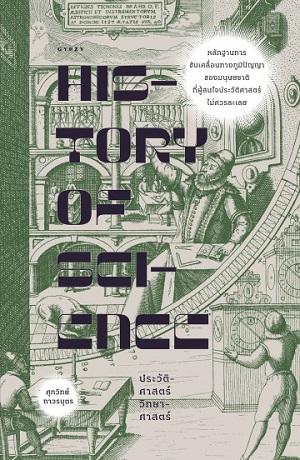 GYPZY
HIS-
TORY
OF
SCI-
ENCE
หลักฐานการ
ขับเคลื่อนทางภูมิปัญญา
ของมนุษยชาติ
ที่ผู้สนใจประวัติศาสตร์
ไม่ควรละเลย
ประวัติ-
ศาสตร์
วิทยา-
ศาสตร์
ศุภวิทย์
ถาวรบุตร